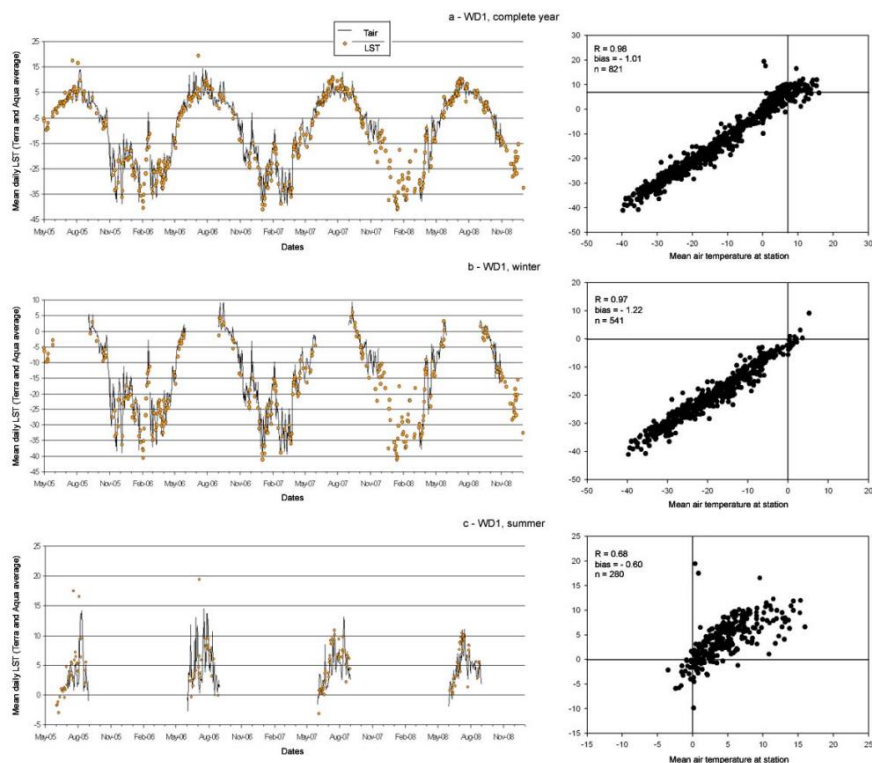 a - WD1, complete year
Tair
LST
Mean daily LST (Terra and Aqua average)
25
15
5
-5
-15
-25
-35
-45
May-05 Aug-05 Nov-05 Feb-06 May-06 Aug-06 Nov-06 Feb-07 May-07 Aug-07 Nov-07 Feb-08 May-08 Aug-08 Nov-08
Dates
R = 0.98
bias = - 1.01
n = 821
30
20
10
0
-10
-20
-30
-40
-50
-50 -40 -30 -20 -10 0 10 20 30
Mean air temperature at station
b - WD1, winter
Mean daily LST (Terra and Aqua average)
10
5
0
-5
-10
-15
-20
-25
-30
-35
-40
-45
May-05 Aug-05 Nov-05 Feb-06 May-06 Aug-06 Nov-06 Feb-07 May-07 Aug-07 Nov-07 Feb-08 May-08 Aug-08 Nov-08
Dates
R = 0.97
bias = - 1.22
n = 541
20
10
0
-10
-20
-30
-40
-50
-50 -40 -30 -20 -10 0 10 20
Mean air temperature at station
c - WD1, summer
Mean daily LST (Terra and Aqua average)
25
20
15
10
5
0
-5
May-05 Aug-05 Nov-05 Feb-06 May-06 Aug-06 Nov-06 Feb-07 May-07 Aug-07 Nov-07 Feb-08 May-08 Aug-08 Nov-08
Dates
R = 0.68
bias = - 0.60
n = 280
25
20
15
10
5
0
-5
-10
-15
-15 -10 -5 0 5 10 15 20 25
Mean air temperature at station